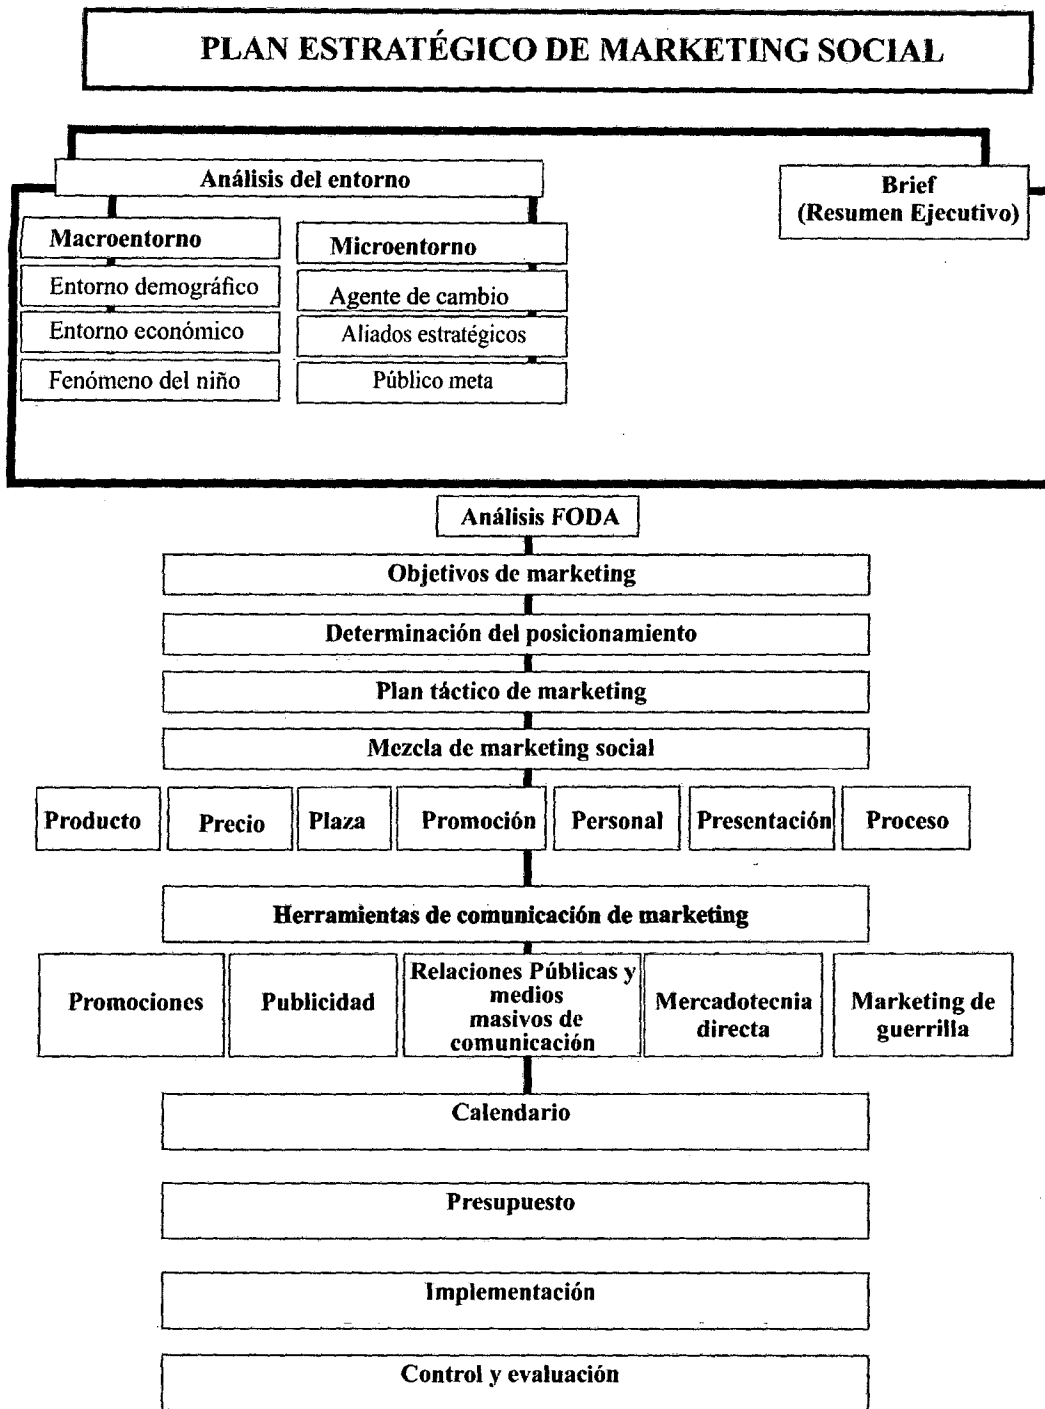 PLAN ESTRATÉGICO DE MARKETING SOCIAL
Análisis del entorno
Brief
(Resumen Ejecutivo)
Macroentorno
Entorno demográfico
Entorno económico
Fenómeno del niño
Microentorno
Agente de cambio
Aliados estratégicos
Público meta
Análisis FODA
Objetivos de marketing
Determinación del posicionamiento
Plan táctico de marketing
Mezcla de marketing social
Producto
Precio
Plaza
Promoción
Personal
Presentación
Proceso
Herramientas de comunicación de marketing
Promociones
Publicidad
Relaciones Públicas y
medios
masivos de
comunicación
Mercadotecnia
directa
Marketing de
guerrilla
Calendario
Presupuesto
Implementación
Control y evaluación